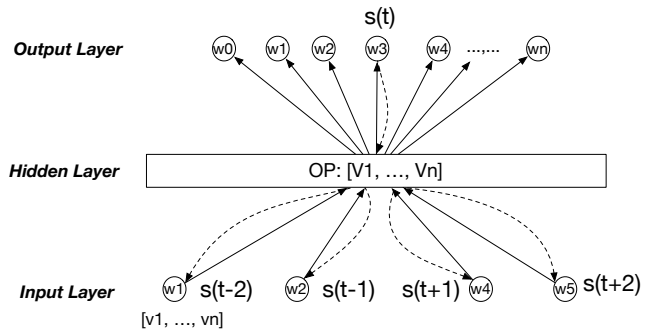 s(t)
Output Layer w0 w1 w2 w3 w4 ...,... wn
Hidden Layer OP: [V1, ..., Vn]
Input Layer w1 s(t-2) w2 s(t-1) s(t+1) w4 w5 s(t+2)
[v1, ..., vn]